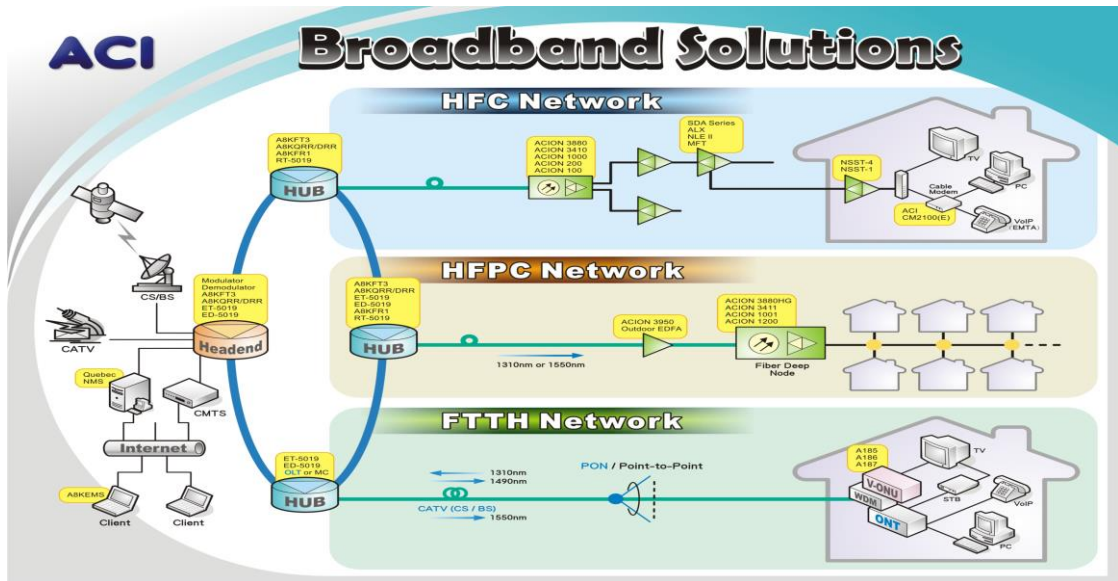 ACI
Broadband Solutions
HFC Network
A8KFT3
A8KQRR/DRR
A8KFR1
RT-5019
HUB
ACION 3880
ACION 3410
ACION 1000
ACION 200
ACION 100
SDA Series
ALX
NLE II
MFT
NSST-4
NSST-1
TV
PC
Cable
Modem
ACI
CM2100(E)
VoIP
(EMTA)
CS/BS
CATV
Modulator
Demodulator
A8KFT3
A8KQRR/DRR
ET-5019
ED-5019
Headend
Quebec
NMS
CMTS
Internet
A8KEMS
Client
Client
HFPC Network
A8KFT3
A8KQRR/DRR
ET-5019
ED-5019
A8KFR1
RT-5019
HUB
1310nm or 1550nm
ACION 3950
Outdoor EDFA
ACION 3880HG
ACION 3411
ACION 1001
ACION 1200
Fiber Deep
Node
FTTH Network
ET-5019
ED-5019
OLT or MC
HUB
1310nm
1490nm
CATV (CS / BS)
1550nm
PON / Point-to-Point
A185
A186
A187
V-ONU
WDM
ONT
TV
STB
VoIP
PC